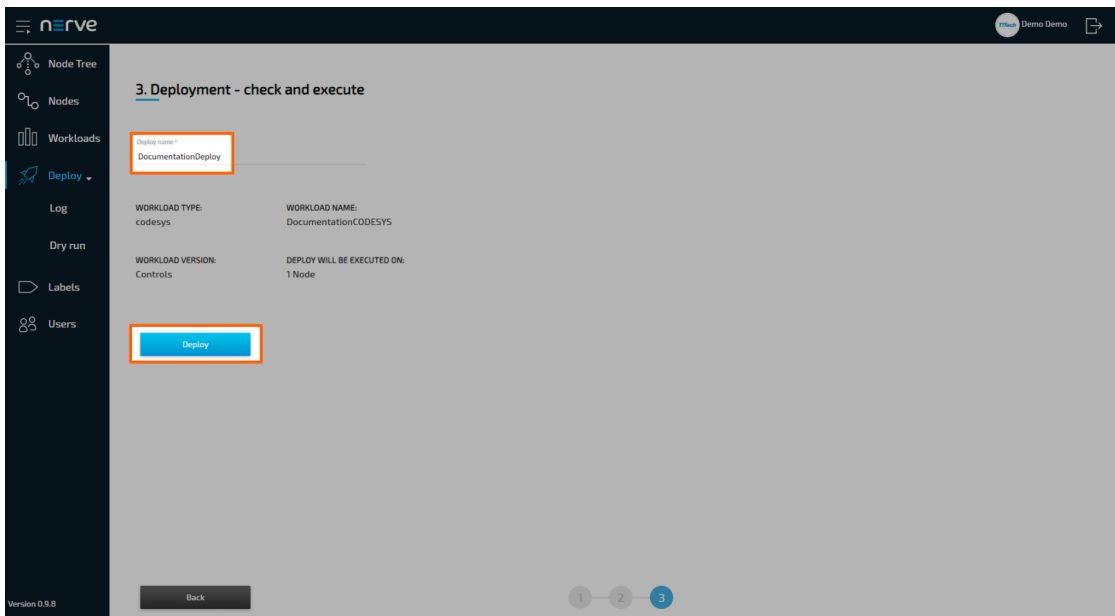 nerve
Demo Demo
Node Tree
Nodes
Workloads
Deploy
Log
Dry run
Labels
Users
Version 0.9.8
3. Deployment - check and execute
Deploy name *
DocumentationDeploy
WORKLOAD TYPE:
codesys
WORKLOAD NAME:
DocumentationCODESYS
WORKLOAD VERSION:
Controls
DEPLOY WILL BE EXECUTED ON:
1 Node
Deploy
Back
1
2
3